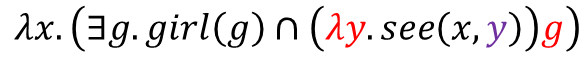 λx.(∃g.girl(g) ∩ (λy.see(x,y))g)